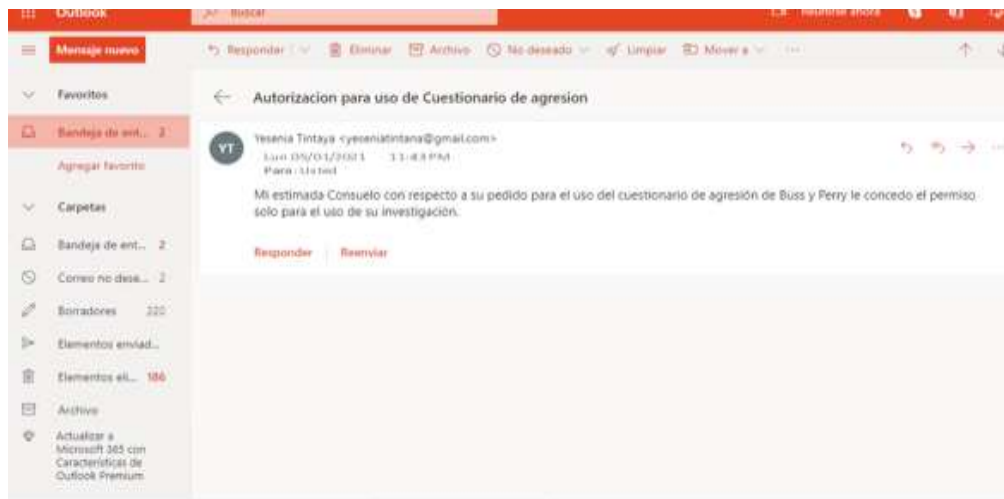 Outlook
Buscar
Reunirse ahora
Mensaje nuevo
Responder
Eliminar
Archivo
No deseado
Limpiar
Mover a
Favoritos
Autorizacion para uso de Cuestionario de agresion
Bandeja de ent... 2
YT
Yesenia Tintaya <yeseniatintana@gmail.com>
Lun 05/01/2021 11:43 PM
Para: Usted
Agregar favorito
Mi estimada Consuelo con respecto a su pedido para el uso del cuestionario de agresión de Buss y Perry le concedo el permiso
solo para el uso de su investigación.
Carpetas
Bandeja de ent... 2
Responder
Reenviar
Correo no dese... 2
Borradores 220
Elementos enviad...
Elementos eli... 186
Archivo
Actualizar a
Microsoft 365 con
Características de
Outlook Premium